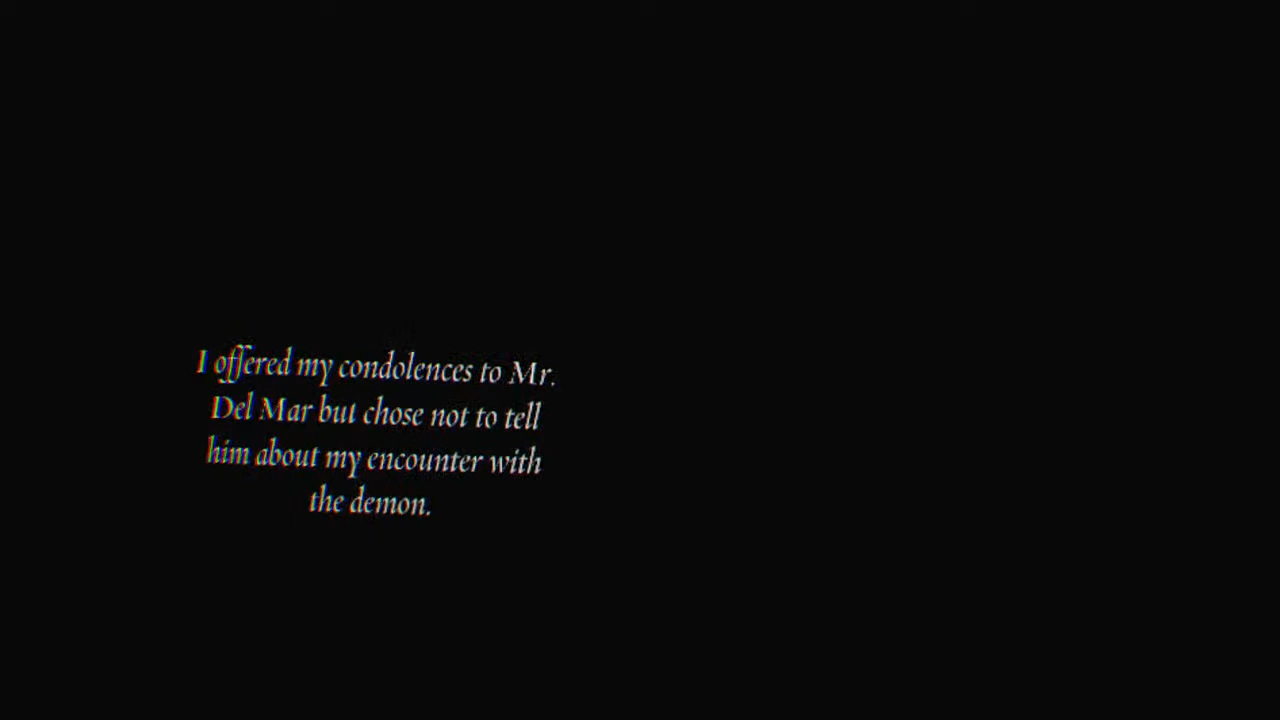 I offered my condolences to Mr.
Del Mar but chose not to tell
him about my encounter with
the demon.